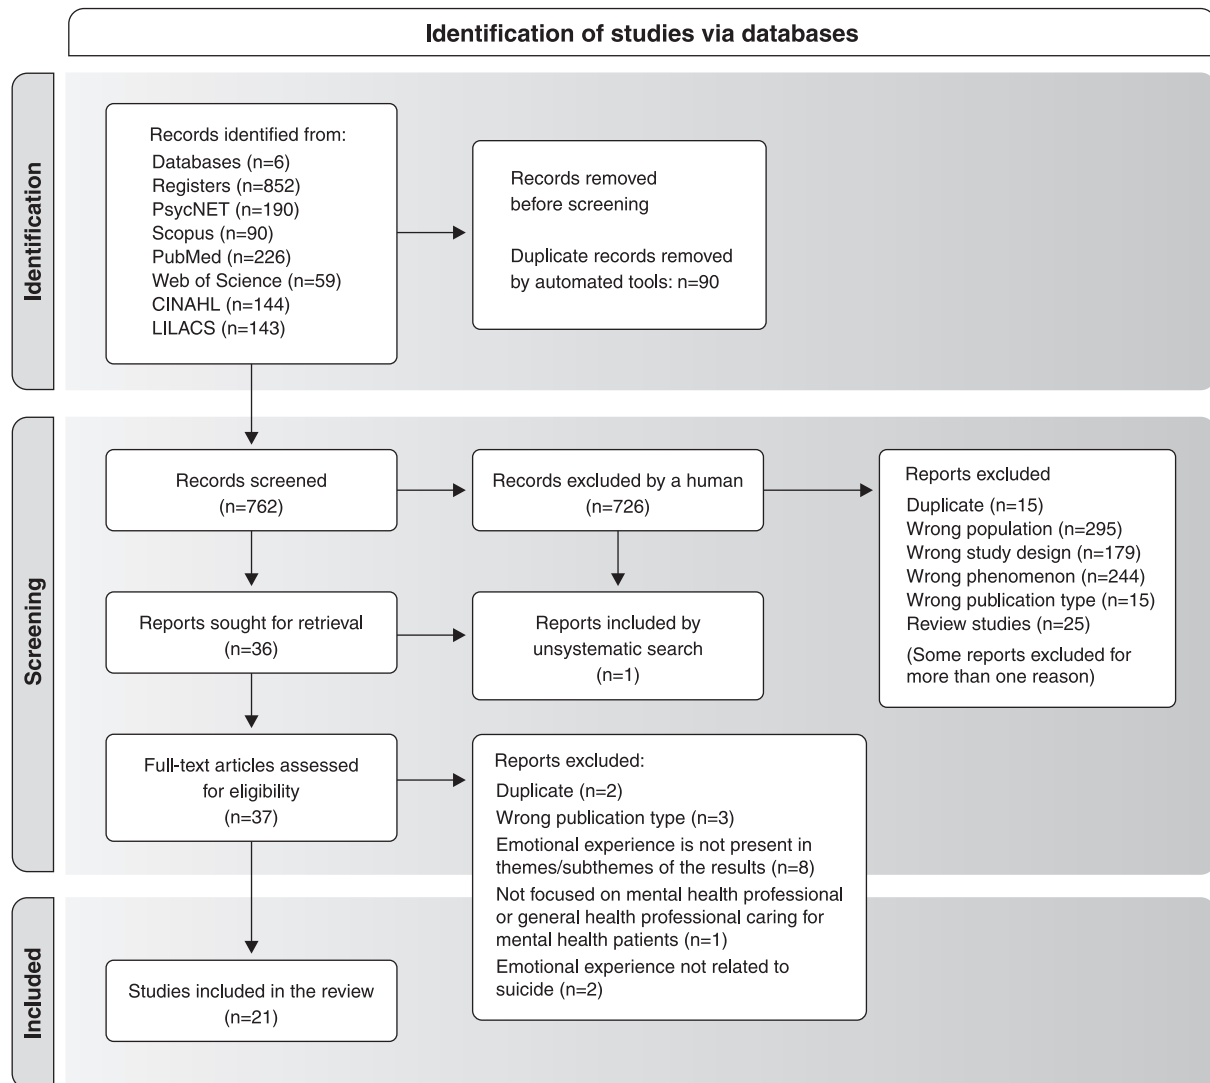 Identification of studies via databases
Identification
Records identified from:
Databases (n=6)
Registers (n=852)
PsycNET (n=190)
Scopus (n=90)
PubMed (n=226)
Web of Science (n=59)
CINAHL (n=144)
LILACS (n=143)
Records removed
before screening
Duplicate records removed
by automated tools: n=90
Screening
Records screened
(n=762)
Records excluded by a human
(n=726)
Reports excluded
Duplicate (n=15)
Wrong population (n=295)
Wrong study design (n=179)
Wrong phenomenon (n=244)
Wrong publication type (n=15)
Review studies (n=25)
(Some reports excluded for
more than one reason)
Reports sought for retrieval
(n=36)
Reports included by
unsystematic search
(n=1)
Full-text articles assessed
for eligibility
(n=37)
Reports excluded:
Duplicate (n=2)
Wrong publication type (n=3)
Emotional experience is not present in
themes/subthemes of the results (n=8)
Not focused on mental health professional
or general health professional caring for
mental health patients (n=1)
Emotional experience not related to
suicide (n=2)
Included
Studies included in the review
(n=21)